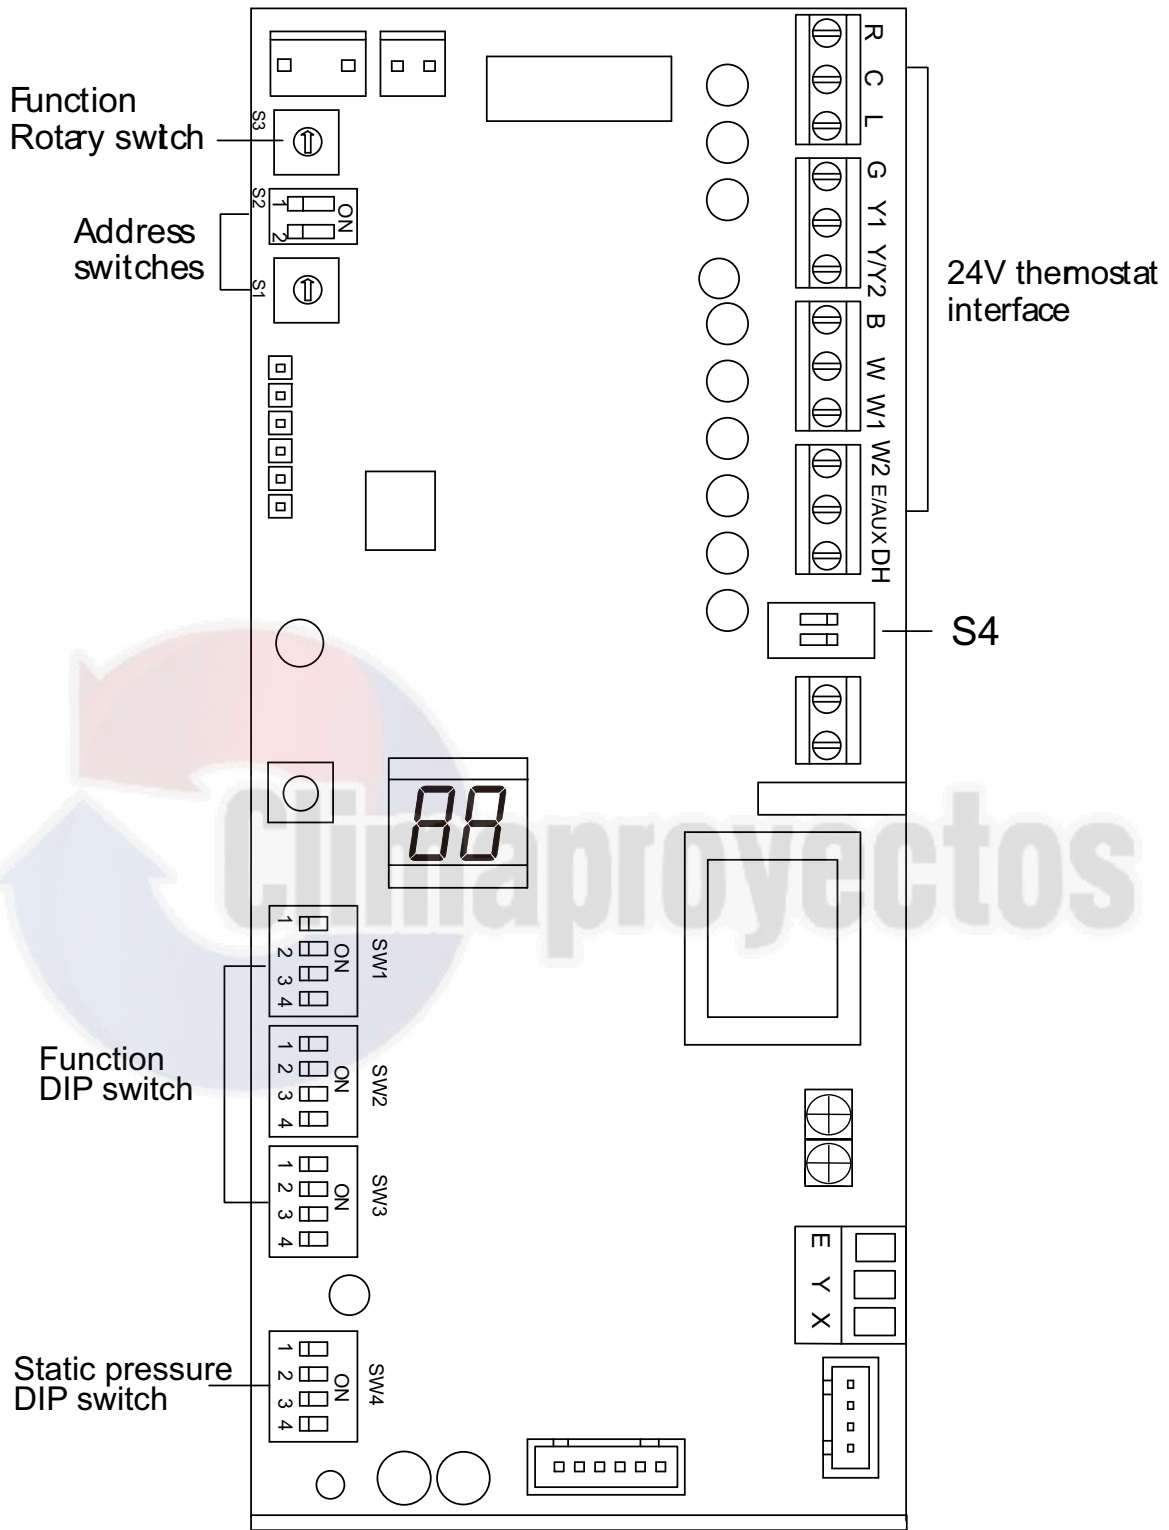 Function
Rotary switch
S3
S2
1
2
ON
Address
switches
S1
R
C
L
G
Y1
Y/Y2
B
W
W1
W2
E/AUX
DH
24V thermostat
interface
S4
88
Climaproyectos
1
2
3
4
ON
SW1
Function
DIP switch
1
2
3
4
ON
SW2
1
2
3
4
ON
SW3
E
Y
X
Static pressure
DIP switch
1
2
3
4
ON
SW4